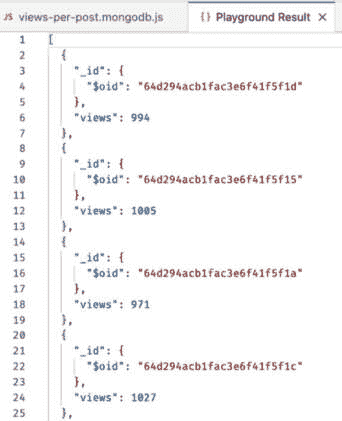 JS views-per-post.mongodb.js {} Playground Result ×
1 [
2 {
3 "_id": {
4 "$oid": "64d294acb1fac3e6f41f5f1d"
5 },
6 "views": 994
7 },
8 {
9 "_id": {
10 "$oid": "64d294acb1fac3e6f41f5f15"
11 },
12 "views": 1005
13 },
14 {
15 "_id": {
16 "$oid": "64d294acb1fac3e6f41f5f1a"
17 },
18 "views": 971
19 },
20 {
21 "_id": {
22 "$oid": "64d294acb1fac3e6f41f5f1c"
23 },
24 "views": 1027
25 },